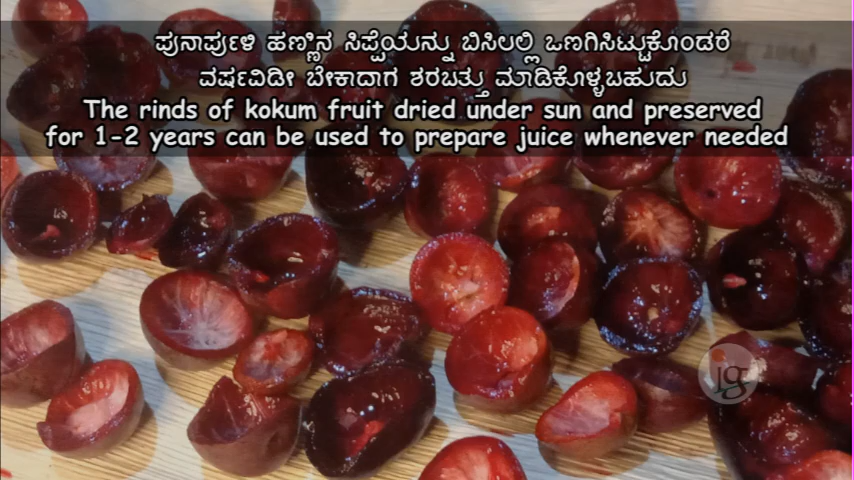 ಪುನಾರ್ಪುಳಿ ಹಣ್ಣಿನ ಸಿಪ್ಪೆಯನ್ನು ಬಿಸಿಲಲ್ಲಿ ಒಣಗಿಸಿಟ್ಟುಕೊಂಡರೆ
ವರ್ಷವಿಡೀ ಬೇಕಾದಾಗ ಶರಬತ್ತು ಮಾಡಿಕೊಳ್ಳಬಹುದು
The rinds of kokum fruit dried under sun and preserved
for 1-2 years can be used to prepare juice whenever needed
jg